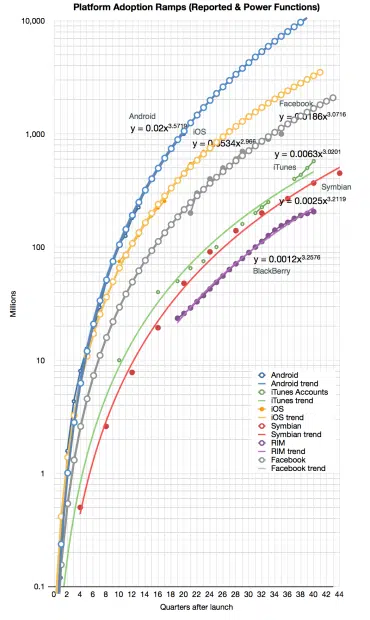 Platform Adoption Ramps (Reported & Power Functions)
10,000
1,000
100
10
1
0.1
Millions
Android
y = 0.02x3.5719
iOS
Facebook
y = 0.0186x3.0716
y = 0.0063x3.0201
iTunes
Symbian
y = 0.0025x3.2119
y = 0.0012x3.2576
BlackBerry
Android
Android trend
iTunes Accounts
iTunes trend
iOS
iOS trend
Symbian
Symbian trend
RIM
RIM trend
Facebook
Facebook trend
0 2 4 6 8 10 12 14 16 18 20 22 24 26 28 30 32 34 36 38 40 42 44
Quarters after launch